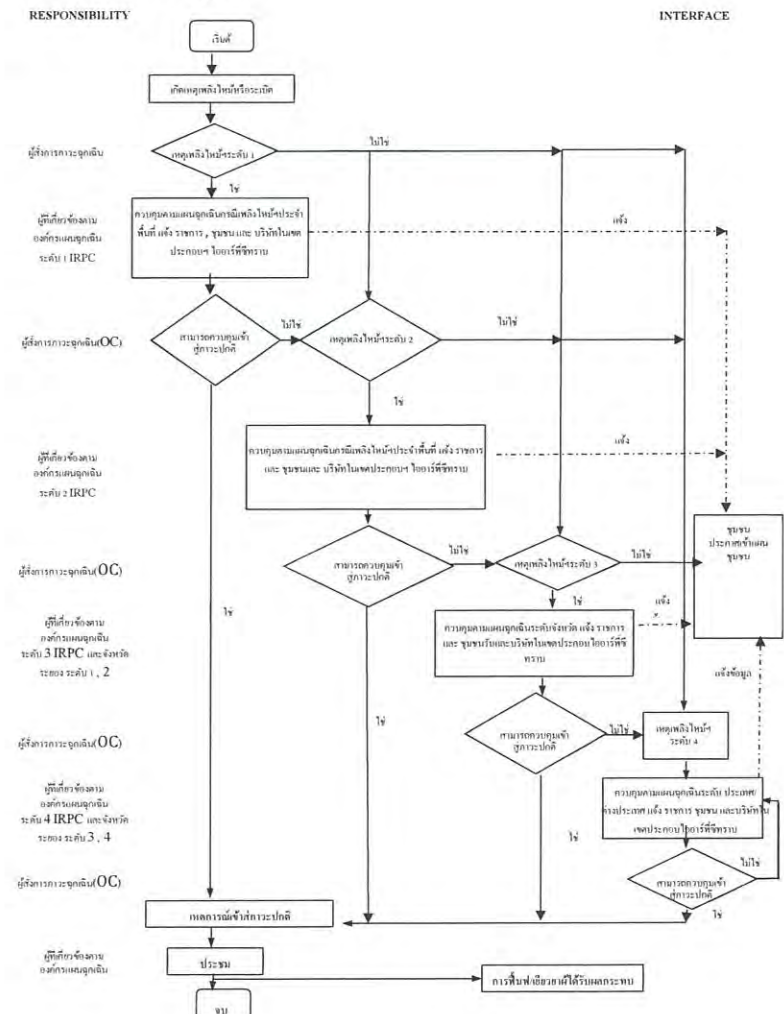 RESPONSIBILITY
INTERFACE
เริ่มต้
เกิดเหตุเพลิงไหม้หรือระเบิด
ผู้สั่งการภาวะฉุกเฉิน
เหตุเพลิงไหม้ฯระดับ 1
ไม่ใช่
ใช่
ผู้ที่เกี่ยวข้องตาม
องค์กรแผนฉุกเฉิน
ระดับ 1 IRPC
ควบคุมตามแผนฉุกเฉินกรณีเพลิงไหม้ฯประจำ
พื้นที่ แจ้ง ราชการ , ชุมชน และ บริษัทในเขต
ประกอบฯ ไออาร์พีซีทราบ
แจ้ง
ผู้สั่งการภาวะฉุกเฉิน(OC)
สามารถควบคุมเข้า
สู่ภาวะปกติ
ไม่ใช่
เหตุเพลิงไหม้ฯระดับ 2
ไม่ใช่
ใช่
ผู้ที่เกี่ยวข้องตาม
องค์กรแผนฉุกเฉิน
ระดับ 2 IRPC
ควบคุมตามแผนฉุกเฉินกรณีเพลิงไหม้ฯประจำพื้นที่ แจ้ง ราชการ
และ ชุมชนและ บริษัทในเขตประกอบฯ ไออาร์พีซีทราบ
แจ้ง
ชุมชน
ประกาศเข้าแผน
ชุมชน
ผู้สั่งการภาวะฉุกเฉิน(OC)
สามารถควบคุมเข้า
สู่ภาวะปกติ
ไม่ใช่
เหตุเพลิงไหม้ฯระดับ 3
ไม่ใช่
ใช่
ใช่
ผู้ที่เกี่ยวข้องตาม
องค์กรแผนฉุกเฉิน
ระดับ 3 IRPC และจังหวัด
ระยอง ระดับ 1 , 2
ควบคุมตามแผนฉุกเฉินระดับจังหวัด แจ้ง ราชการ
และ ชุมชนรับและบริษัทในเขตประกอบไออาร์พีซี
ทราบ
แจ้ง
แจ้งข้อมูล
ใช่
ผู้สั่งการภาวะฉุกเฉิน(OC)
สามารถควบคุมเข้า
สู่ภาวะปกติ
ไม่ใช่
เหตุเพลิงไหม้ฯ
ระดับ 4
ผู้ที่เกี่ยวข้องตาม
องค์กรแผนฉุกเฉิน
ระดับ 4 IRPC และจังหวัด
ระยอง ระดับ 3 , 4
ควบคุมตามแผนฉุกเฉินระดับ ประเทศ/
ต่างประเทศ แจ้ง ราชการ ชุมชน และบริษัทใน
เขตประกอบไออาร์พีซีทราบ
ใช่
ผู้สั่งการภาวะฉุกเฉิน(OC)
สามารถควบคุมเข้า
สู่ภาวะปกติ
ไม่ใช่
ใช่
เหตการณ์เข้าสู่ภาวะปกติ
ผู้ที่เกี่ยวข้องตาม
องค์กรแผนฉุกเฉิน
ประชม
การฟื้นฟูเยียวยาผู้ได้รับผลกระทบ
จบ